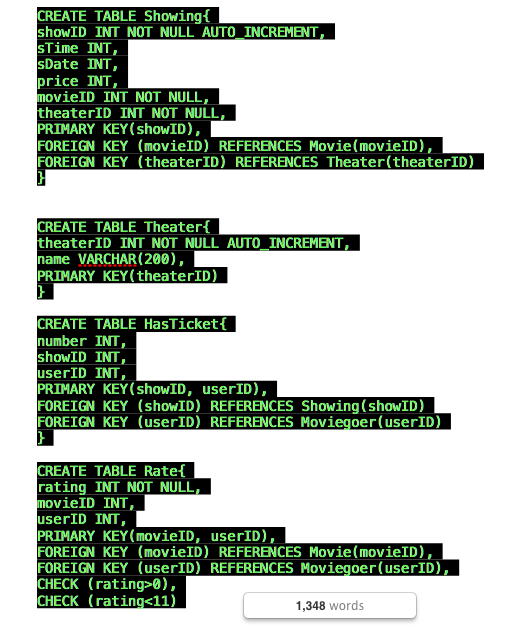 CREATE TABLE Showing{
showID INT NOT NULL AUTO_INCREMENT,
sTime INT,
sDate INT,
price INT,
movieID INT NOT NULL,
theaterID INT NOT NULL,
PRIMARY KEY(showID),
FOREIGN KEY (movieID) REFERENCES Movie(movieID),
FOREIGN KEY (theaterID) REFERENCES Theater(theaterID)
}
CREATE TABLE Theater{
theaterID INT NOT NULL AUTO_INCREMENT,
name VARCHAR(200),
PRIMARY KEY(theaterID)
}
CREATE TABLE HasTicket{
number INT,
showID INT,
userID INT,
PRIMARY KEY(showID, userID),
FOREIGN KEY (showID) REFERENCES Showing(showID)
FOREIGN KEY (userID) REFERENCES Moviegoer(userID)
}
CREATE TABLE Rate{
rating INT NOT NULL,
movieID INT,
userID INT,
PRIMARY KEY(movieID, userID),
FOREIGN KEY (movieID) REFERENCES Movie(movieID),
FOREIGN KEY (userID) REFERENCES Moviegoer(userID),
CHECK (rating>0),
CHECK (rating<11)
1,348 words